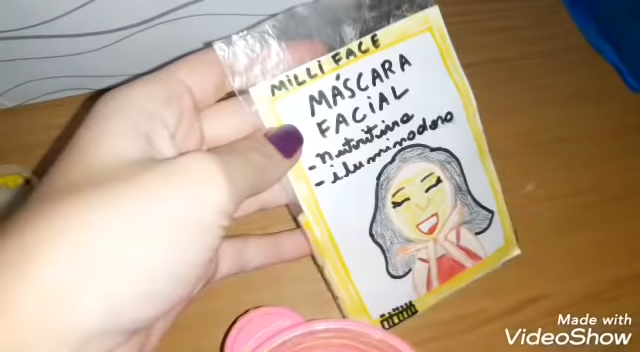 MILLI FACE
MÁSCARA
FACIAL
-Nutritiva
-iluminadora
Made with
VideoShow